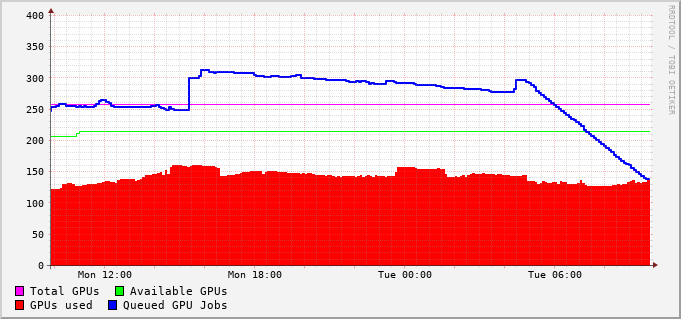 400
350
300
250
200
150
100
50
0
Mon 12:00 Mon 18:00 Tue 00:00 Tue 06:00
Total GPUs Available GPUs
GPUs used Queued GPU Jobs
RRDTOOL / TOBI OETIKER